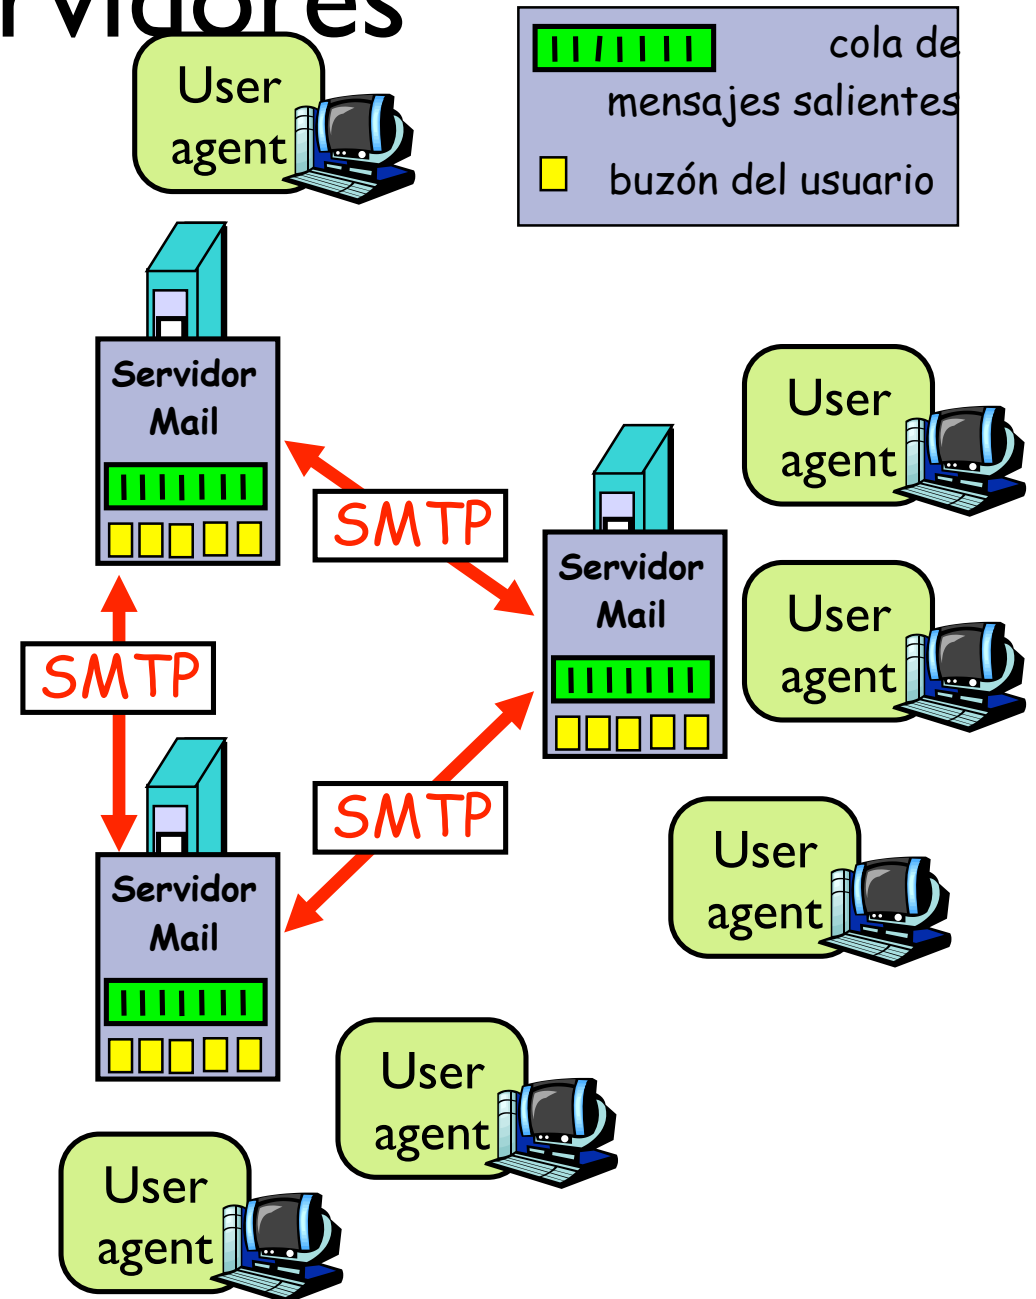 rvidores
User
agent
cola de
mensajes salientes
buzón del usuario
Servidor
Mail
User
agent
SMTP
Servidor
Mail
User
agent
SMTP
SMTP
Servidor
Mail
User
agent
User
agent
User
agent